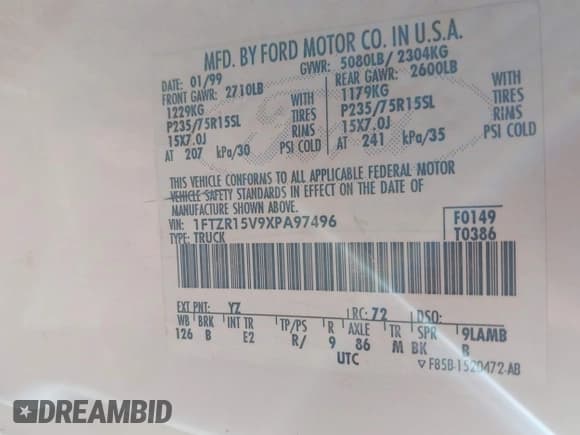 MFD. BY FORD MOTOR CO. IN U.S.A.
DATE: 01/99 GVWR: 5080LB/ 2304KG
FRONT GAWR: 2710LB REAR GAWR: 2600LB
1229KG WITH 1179KG WITH
P235/75R15SL TIRES P235/75R15SL TIRES
15X7.0J RIMS 15X7.0J RIMS
AT 207 kPa/30 PSI COLD AT 241 kPa/35 PSI COLD
THIS VEHICLE CONFORMS TO ALL APPLICABLE FEDERAL MOTOR
VEHICLE SAFETY STANDARDS IN EFFECT ON THE DATE OF
MANUFACTURE SHOWN ABOVE.
VIN: 1FTZR15V9XPA97496 F0149
TYPE: TRUCK T0386
EXT PNT: YZ RC: 72 DSO:
WB BRK INT TR TP/PS R AXLE TR SPR 9LAMB
126 B E2 R/ 9 86 M BK B
UTC ▽ F85B-1520472-AB
DREAMBID